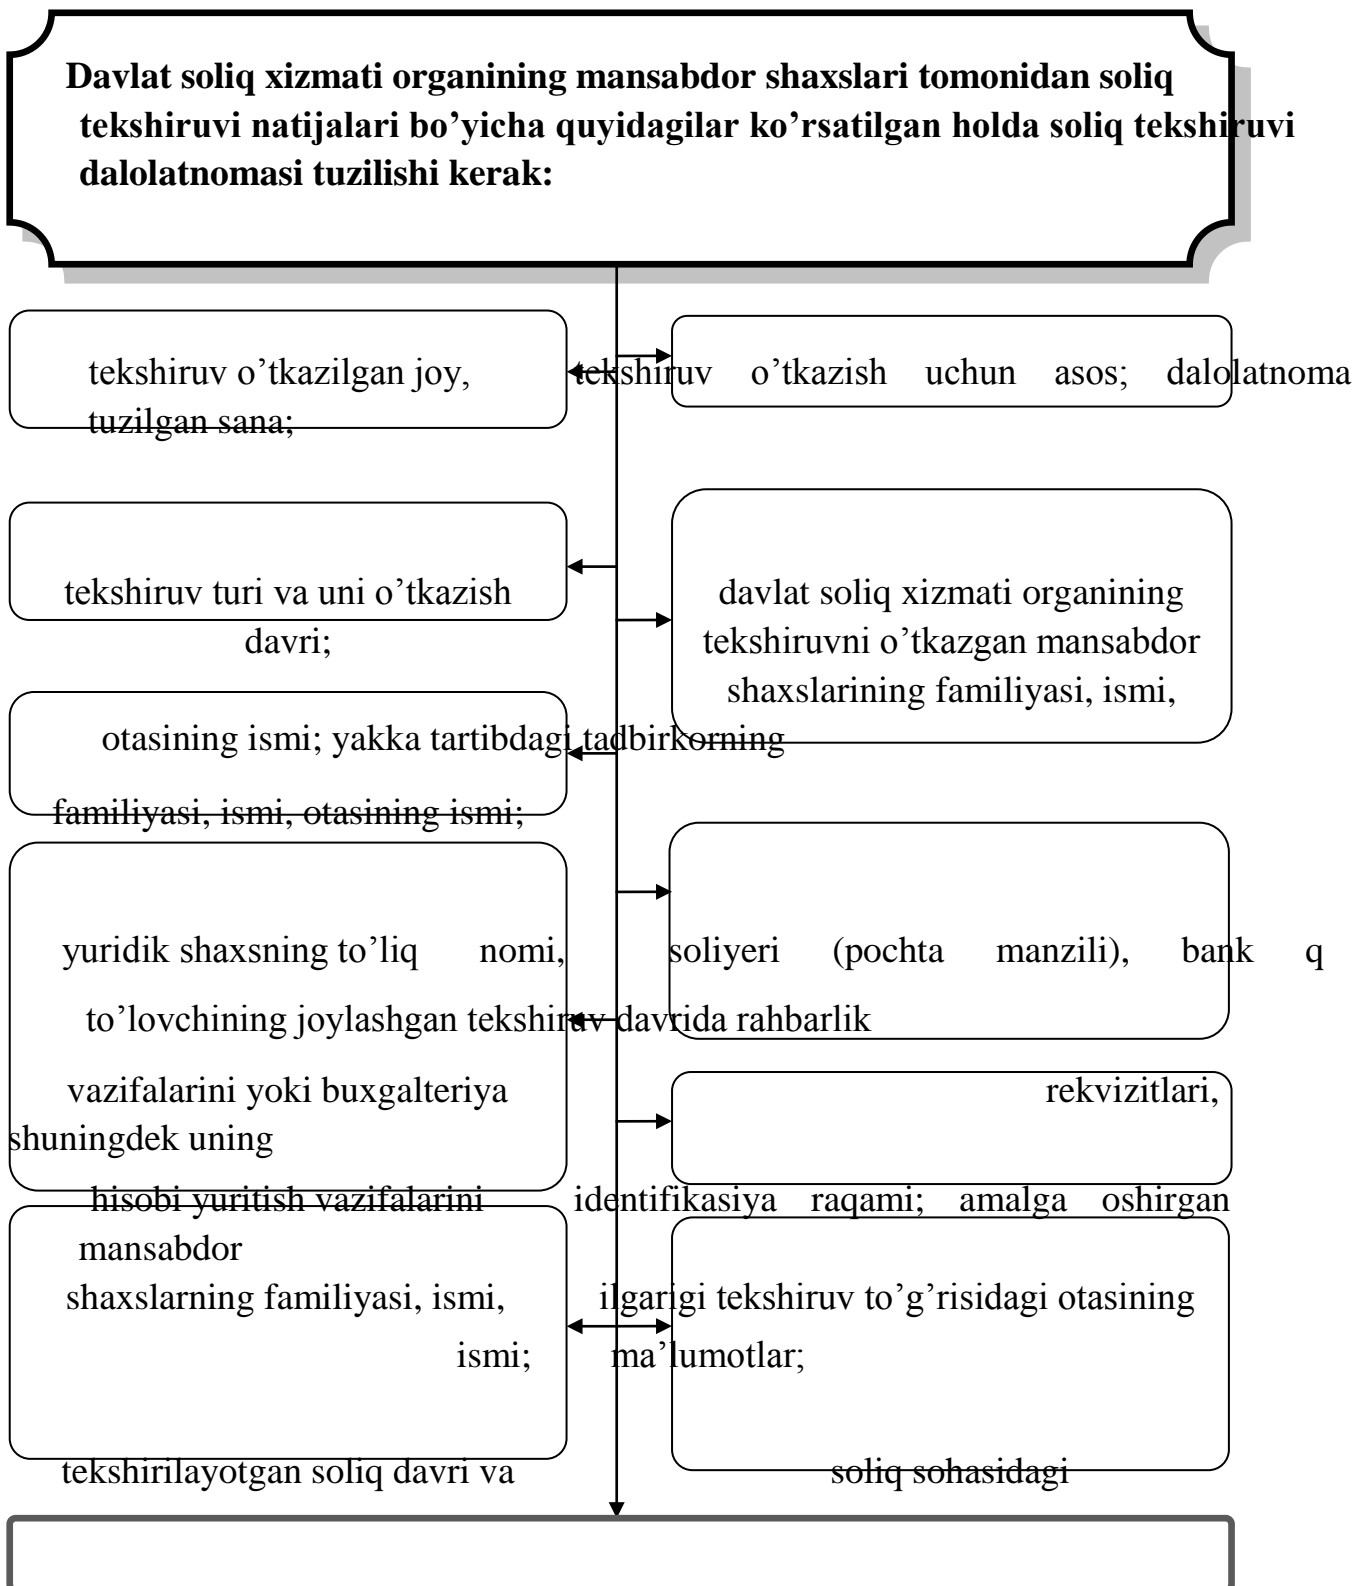 Davlat soliq xizmati organining mansabdor shaxslari tomonidan soliq
tekshiruvi natijalari bo’yicha quyidagilar ko’rsatilgan holda soliq tekshiruvi
dalolatnomasi tuzilishi kerak:
tekshiruv o’tkazilgan joy, tekshiruv o’tkazish uchun asos; dalolatnoma
tuzilgan sana;
tekshiruv turi va uni o’tkazish davlat soliq xizmati organining
davri; tekshiruvni o’tkazgan mansabdor
shaxslarining familiyasi, ismi,
otasining ismi; yakka tartibdagi tadbirkorning
familiyasi, ismi, otasining ismi;
yuridik shaxsning to’liq nomi, soliyeri (pochta manzili), bank q
to’lovchining joylashgan tekshiruv davrida rahbarlik
vazifalarini yoki buxgalteriya rekvizitlari,
shuningdek uning
hisobi yuritish vazifalarini identifikasiya raqami; amalga oshirgan
mansabdor
shaxslarning familiyasi, ismi, ilgarigi tekshiruv to’g’risidagi otasining
ismi; ma’lumotlar;
tekshirilayotgan soliq davri va soliq sohasidagi